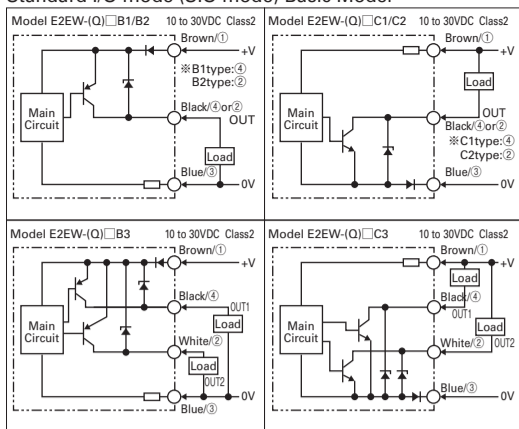 Standard I/O mode (SIO mode) Basic Model
Model E2EW-(Q)□B1/B2 10 to 30VDC Class2
Brown/①
+V
※B1type:④
B2type:②
Main
Circuit
Black/④or②
OUT
Load
Blue/③
0V
Model E2EW-(Q)□C1/C2 10 to 30VDC Class2
Brown/①
+V
Load
Main
Circuit
OUT
Black/④or②
※C1type:④
C2type:②
Blue/③
0V
Model E2EW-(Q)□B3 10 to 30VDC Class2
Brown/①
+V
Black/④
OUT1
Main
Circuit
Load
White/②
Load
OUT2
Blue/③
0V
Model E2EW-(Q)□C3 10 to 30VDC Class2
Brown/①
+V
Load
Black/④
OUT1
Main
Circuit
Load
White/②
OUT2
Blue/③
0V